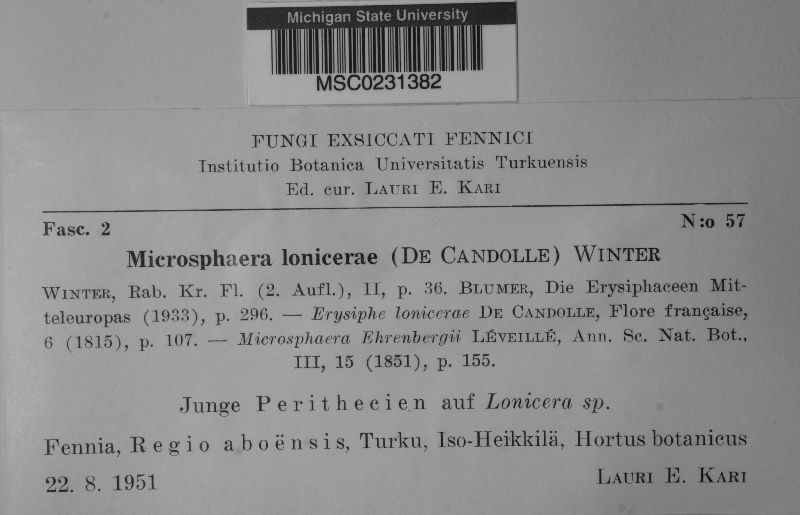 Michigan State University
MSC0231382
FUNGI EXSICCATI FENNICI
Institutio Botanica Universitatis Turkuensis
Ed. cur. LAURI E. KARI
Fasc. 2 N:o 57
Microsphaera lonicerae (DE CANDOLLE) WINTER
WINTER, Rab. Kr. Fl. (2. Aufl.), II, p. 36. BLUMER, Die Erysiphaceen Mit-
teleuropas (1933), p. 296. — Erysiphe lonicerae DE CANDOLLE, Flore française,
6 (1815), p. 107. — Microsphaera Ehrenbergii LÉVEILLÉ, Ann. Sc. Nat. Bot.,
III, 15 (1851), p. 155.
Junge Perithecien auf Lonicera sp.
Fennia, Regio aboënsis, Turku, Iso-Heikkilä, Hortus botanicus
22. 8. 1951 LAURI E. KARI